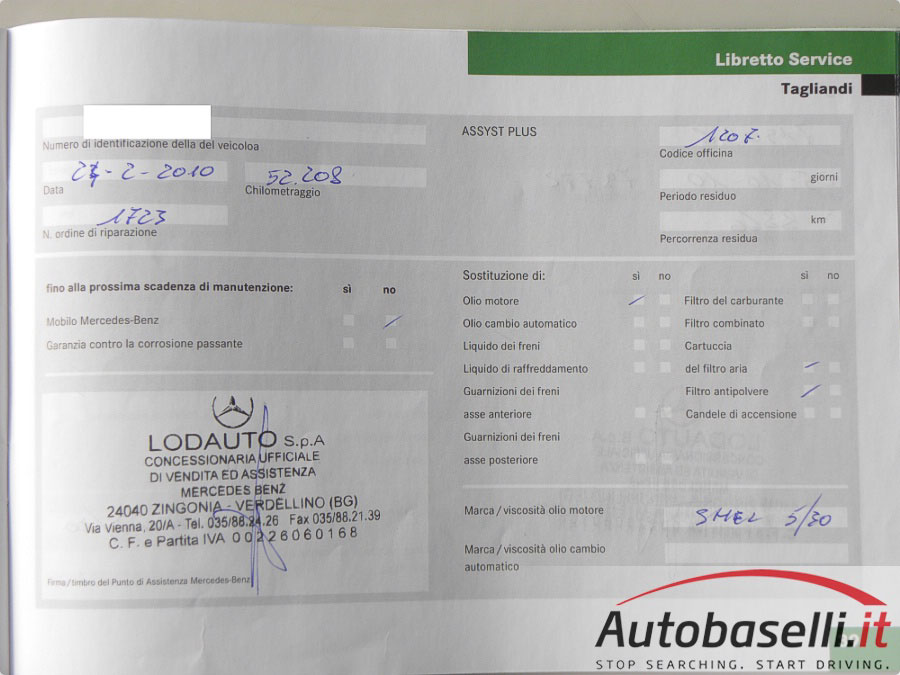 Libretto Service
Tagliandi
Numero di identificazione della del veicoloa
ASSYST PLUS
1207.
Codice officina
27-2-2010
Data
52.208
Chilometraggio
giorni
Periodo residuo
1723
N. ordine di riparazione
km
Percorrenza residua
fino alla prossima scadenza di manutenzione: sì no
Mobilo Mercedes-Benz
Garanzia contro la corrosione passante
Sostituzione di: sì no sì no
Olio motore Filtro del carburante
Olio cambio automatico Filtro combinato
Liquido dei freni Cartuccia
Liquido di raffreddamento del filtro aria
Guarnizioni dei freni Filtro antipolvere
asse anteriore Candele di accensione
Guarnizioni dei freni
asse posteriore
LODAUTO S.p.A
CONCESSIONARIA UFFICIALE
DI VENDITA ED ASSISTENZA
MERCEDES BENZ
24040 ZINGONIA - VERDELLINO (BG)
Via Vienna, 20/A - Tel. 035/88.24.26 Fax 035/88.21.39
C. F. e Partita IVA 00226060168
Firma/timbro del Punto di Assistenza Mercedes-Benz
Marca/viscosità olio motore
SHEL 5/30
Marca/viscosità olio cambio
automatico
Autobaselli.it
STOP SEARCHING. START DRIVING.